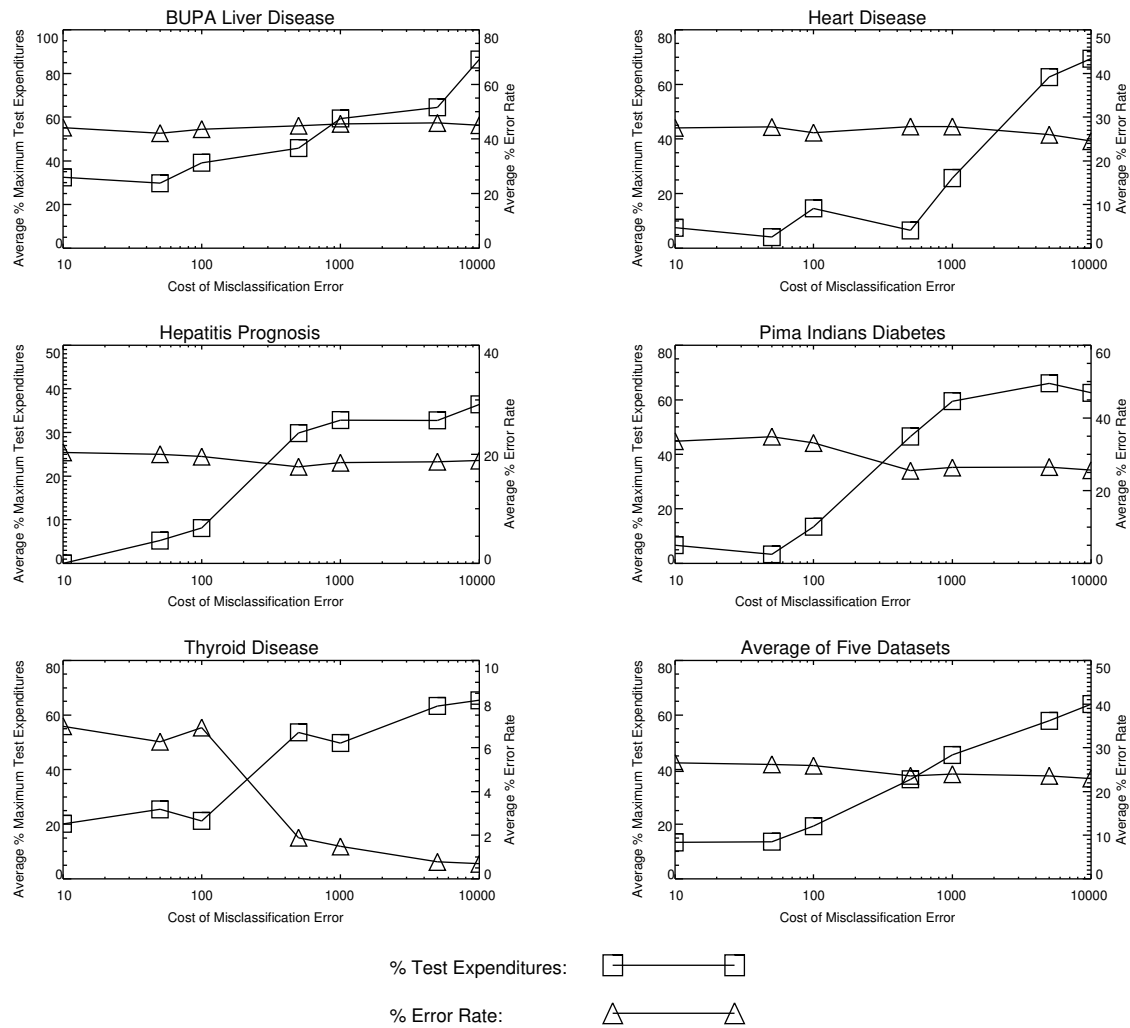 BUPA Liver Disease
Average % Maximum Test Expenditures
100
80
60
40
20
0
80
60
40
20
0
Average % Error Rate
10 100 1000 10000
Cost of Misclassification Error
Heart Disease
Average % Maximum Test Expenditures
80
60
40
20
0
50
40
30
20
10
0
Average % Error Rate
10 100 1000 10000
Cost of Misclassification Error
Hepatitis Prognosis
Average % Maximum Test Expenditures
50
40
30
20
10
0
40
20
0
Average % Error Rate
10 100 1000 10000
Cost of Misclassification Error
Pima Indians Diabetes
Average % Maximum Test Expenditures
80
60
40
20
0
60
40
20
0
Average % Error Rate
10 100 1000 10000
Cost of Misclassification Error
Thyroid Disease
Average % Maximum Test Expenditures
80
60
40
20
0
10
8
6
4
2
0
Average % Error Rate
10 100 1000 10000
Cost of Misclassification Error
Average of Five Datasets
Average % Maximum Test Expenditures
80
60
40
20
0
50
40
30
20
10
0
Average % Error Rate
10 100 1000 10000
Cost of Misclassification Error
% Test Expenditures:
% Error Rate: